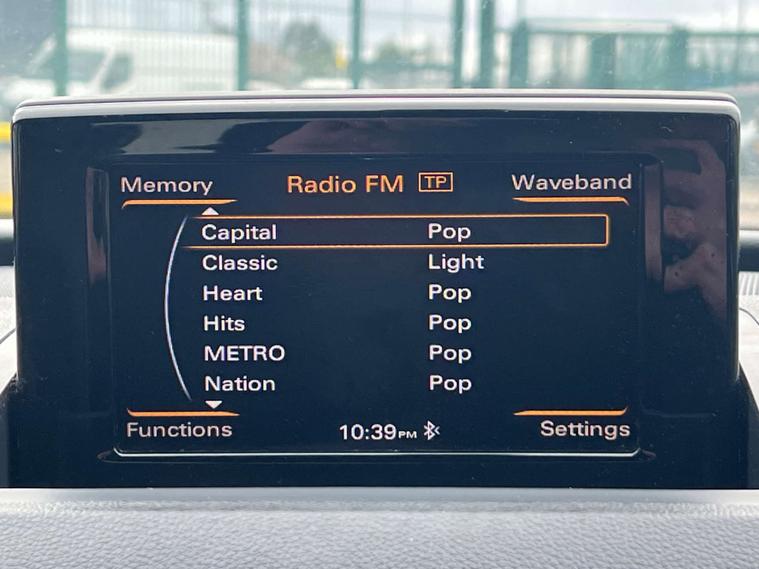 Memory Radio FM TP Waveband
Capital Pop
Classic Light
Heart Pop
Hits Pop
METRO Pop
Nation Pop
Functions 10:39PM Settings